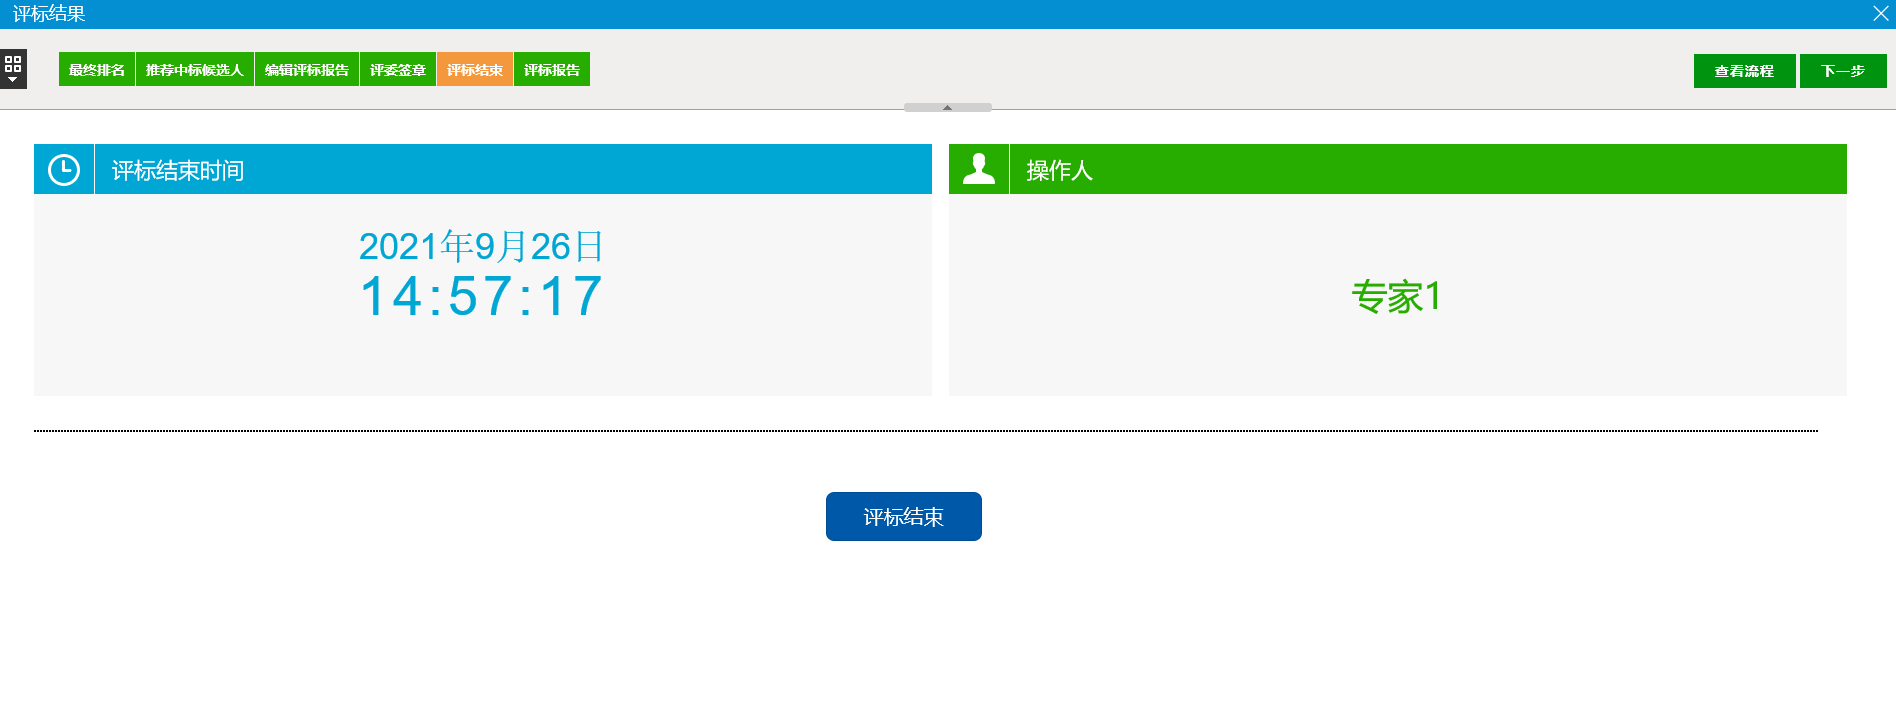 评标结果
最终排名 推荐中标候选人 编辑评标报告 评委签章 评标结束 评标报告
查看流程 下一步
评标结束时间
2021年9月26日
14:57:17
操作人
专家1
评标结束